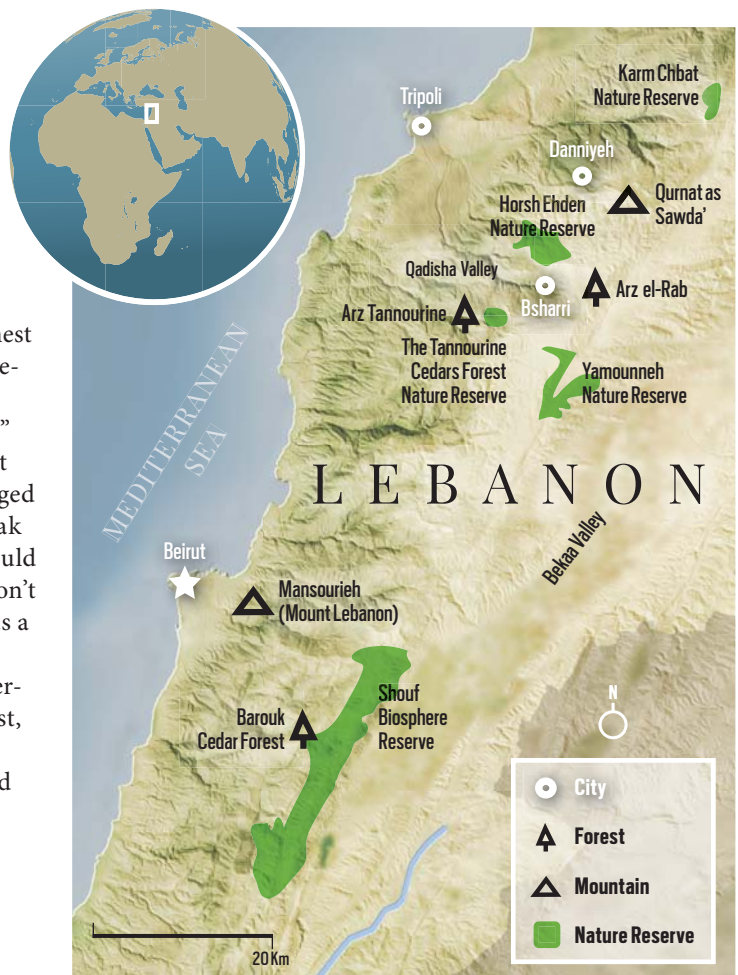 Karm Chbat
Nature Reserve
Tripoli
Danniyeh
Qurnat as
Sawda’
Horsh Ehden
Nature Reserve
Qadisha Valley
Arz el-Rab
Bsharri
Arz Tannourine
The Tannourine
Cedars Forest
Nature Reserve
Yamounneh
Nature Reserve
MEDITERRANEAN
SEA
LEBANON
Bekaa Valley
Beirut
Mansourieh
(Mount Lebanon)
Shouf
Biosphere
Reserve
Barouk
Cedar Forest
N
City
Forest
Mountain
Nature Reserve
20 Km
”